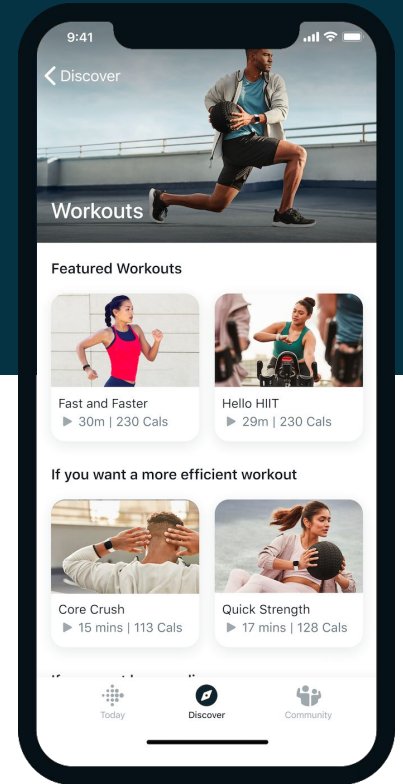 9:41
Discover
Workouts
Featured Workouts
Fast and Faster
30m | 230 Cals
Hello HIIT
29m | 230 Cals
If you want a more efficient workout
Core Crush
15 mins | 113 Cals
Quick Strength
17 mins | 128 Cals
Today
Discover
Community